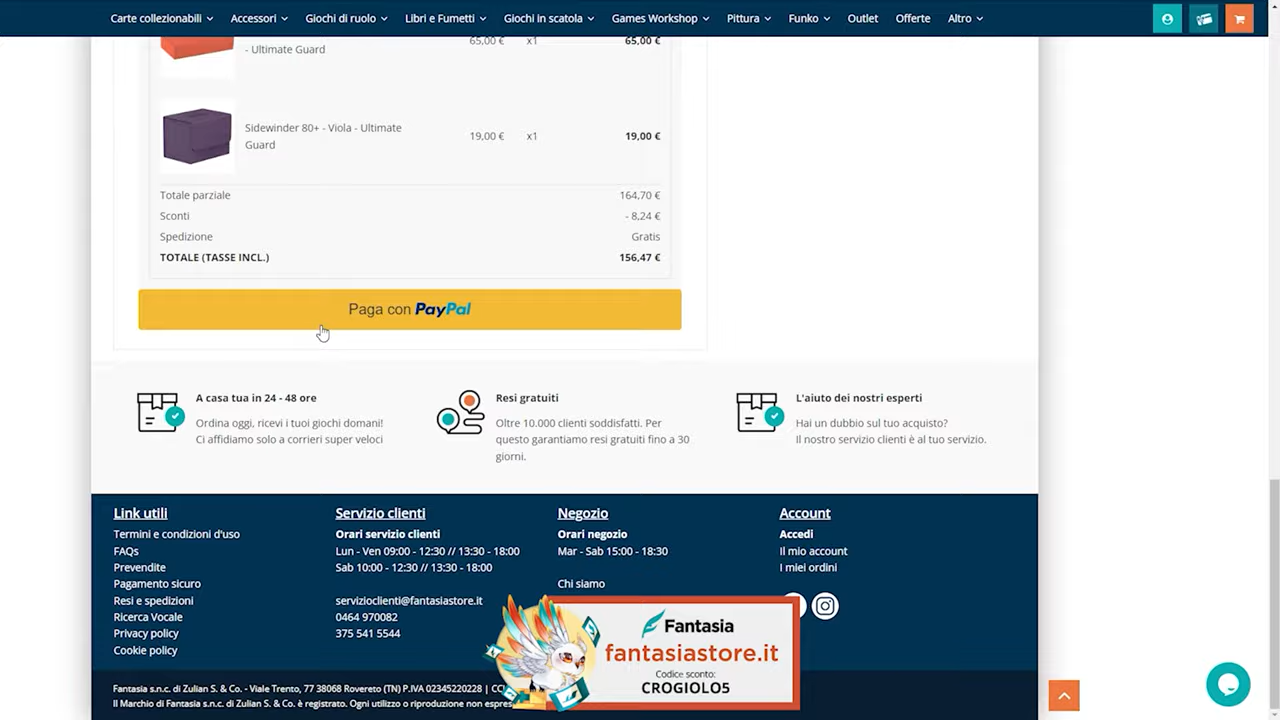 Carte collezionabili Accessori Giochi di ruolo Libri e Fumetti Giochi in scatola Games Workshop Pittura Funko Outlet Offerte Altro
65,00 € x1 65,00 €
- Ultimate Guard
Sidewinder 80+ - Viola - Ultimate
Guard
19,00 € x1 19,00 €
Totale parziale 164,70 €
Sconti - 8,24 €
Spedizione Gratis
TOTALE (TASSE INCL.) 156,47 €
Paga con PayPal
A casa tua in 24 - 48 ore
Ordina oggi, ricevi i tuoi giochi domani!
Ci affidiamo solo a corrieri super veloci
Resi gratuiti
Oltre 10.000 clienti soddisfatti. Per
questo garantiamo resi gratuiti fino a 30
giorni.
L'aiuto dei nostri esperti
Hai un dubbio sul tuo acquisto?
Il nostro servizio clienti è al tuo servizio.
Link utili
Termini e condizioni d'uso
FAQs
Prevendite
Pagamento sicuro
Resi e spedizioni
Ricerca Vocale
Privacy policy
Cookie policy
Servizio clienti
Orari servizio clienti
Lun - Ven 09:00 - 12:30 // 13:30 - 18:00
Sab 10:00 - 12:30 // 13:30 - 18:00
servizioclienti@fantasiastore.it
0464 970082
375 541 5544
Negozio
Orari negozio
Mar - Sab 15:00 - 18:30
Chi siamo
Account
Accedi
Il mio account
I miei ordini
Fantasia
fantasiastore.it
Codice sconto:
CROGIOLO5
Fantasia s.n.c. di Zulian S. & Co. - Viale Trento, 77 38068 Rovereto (TN) P.IVA 02345220228 |
Il Marchio di Fantasia s.n.c. di Zulian S. & Co. è registrato. Ogni utilizzo o riproduzione non